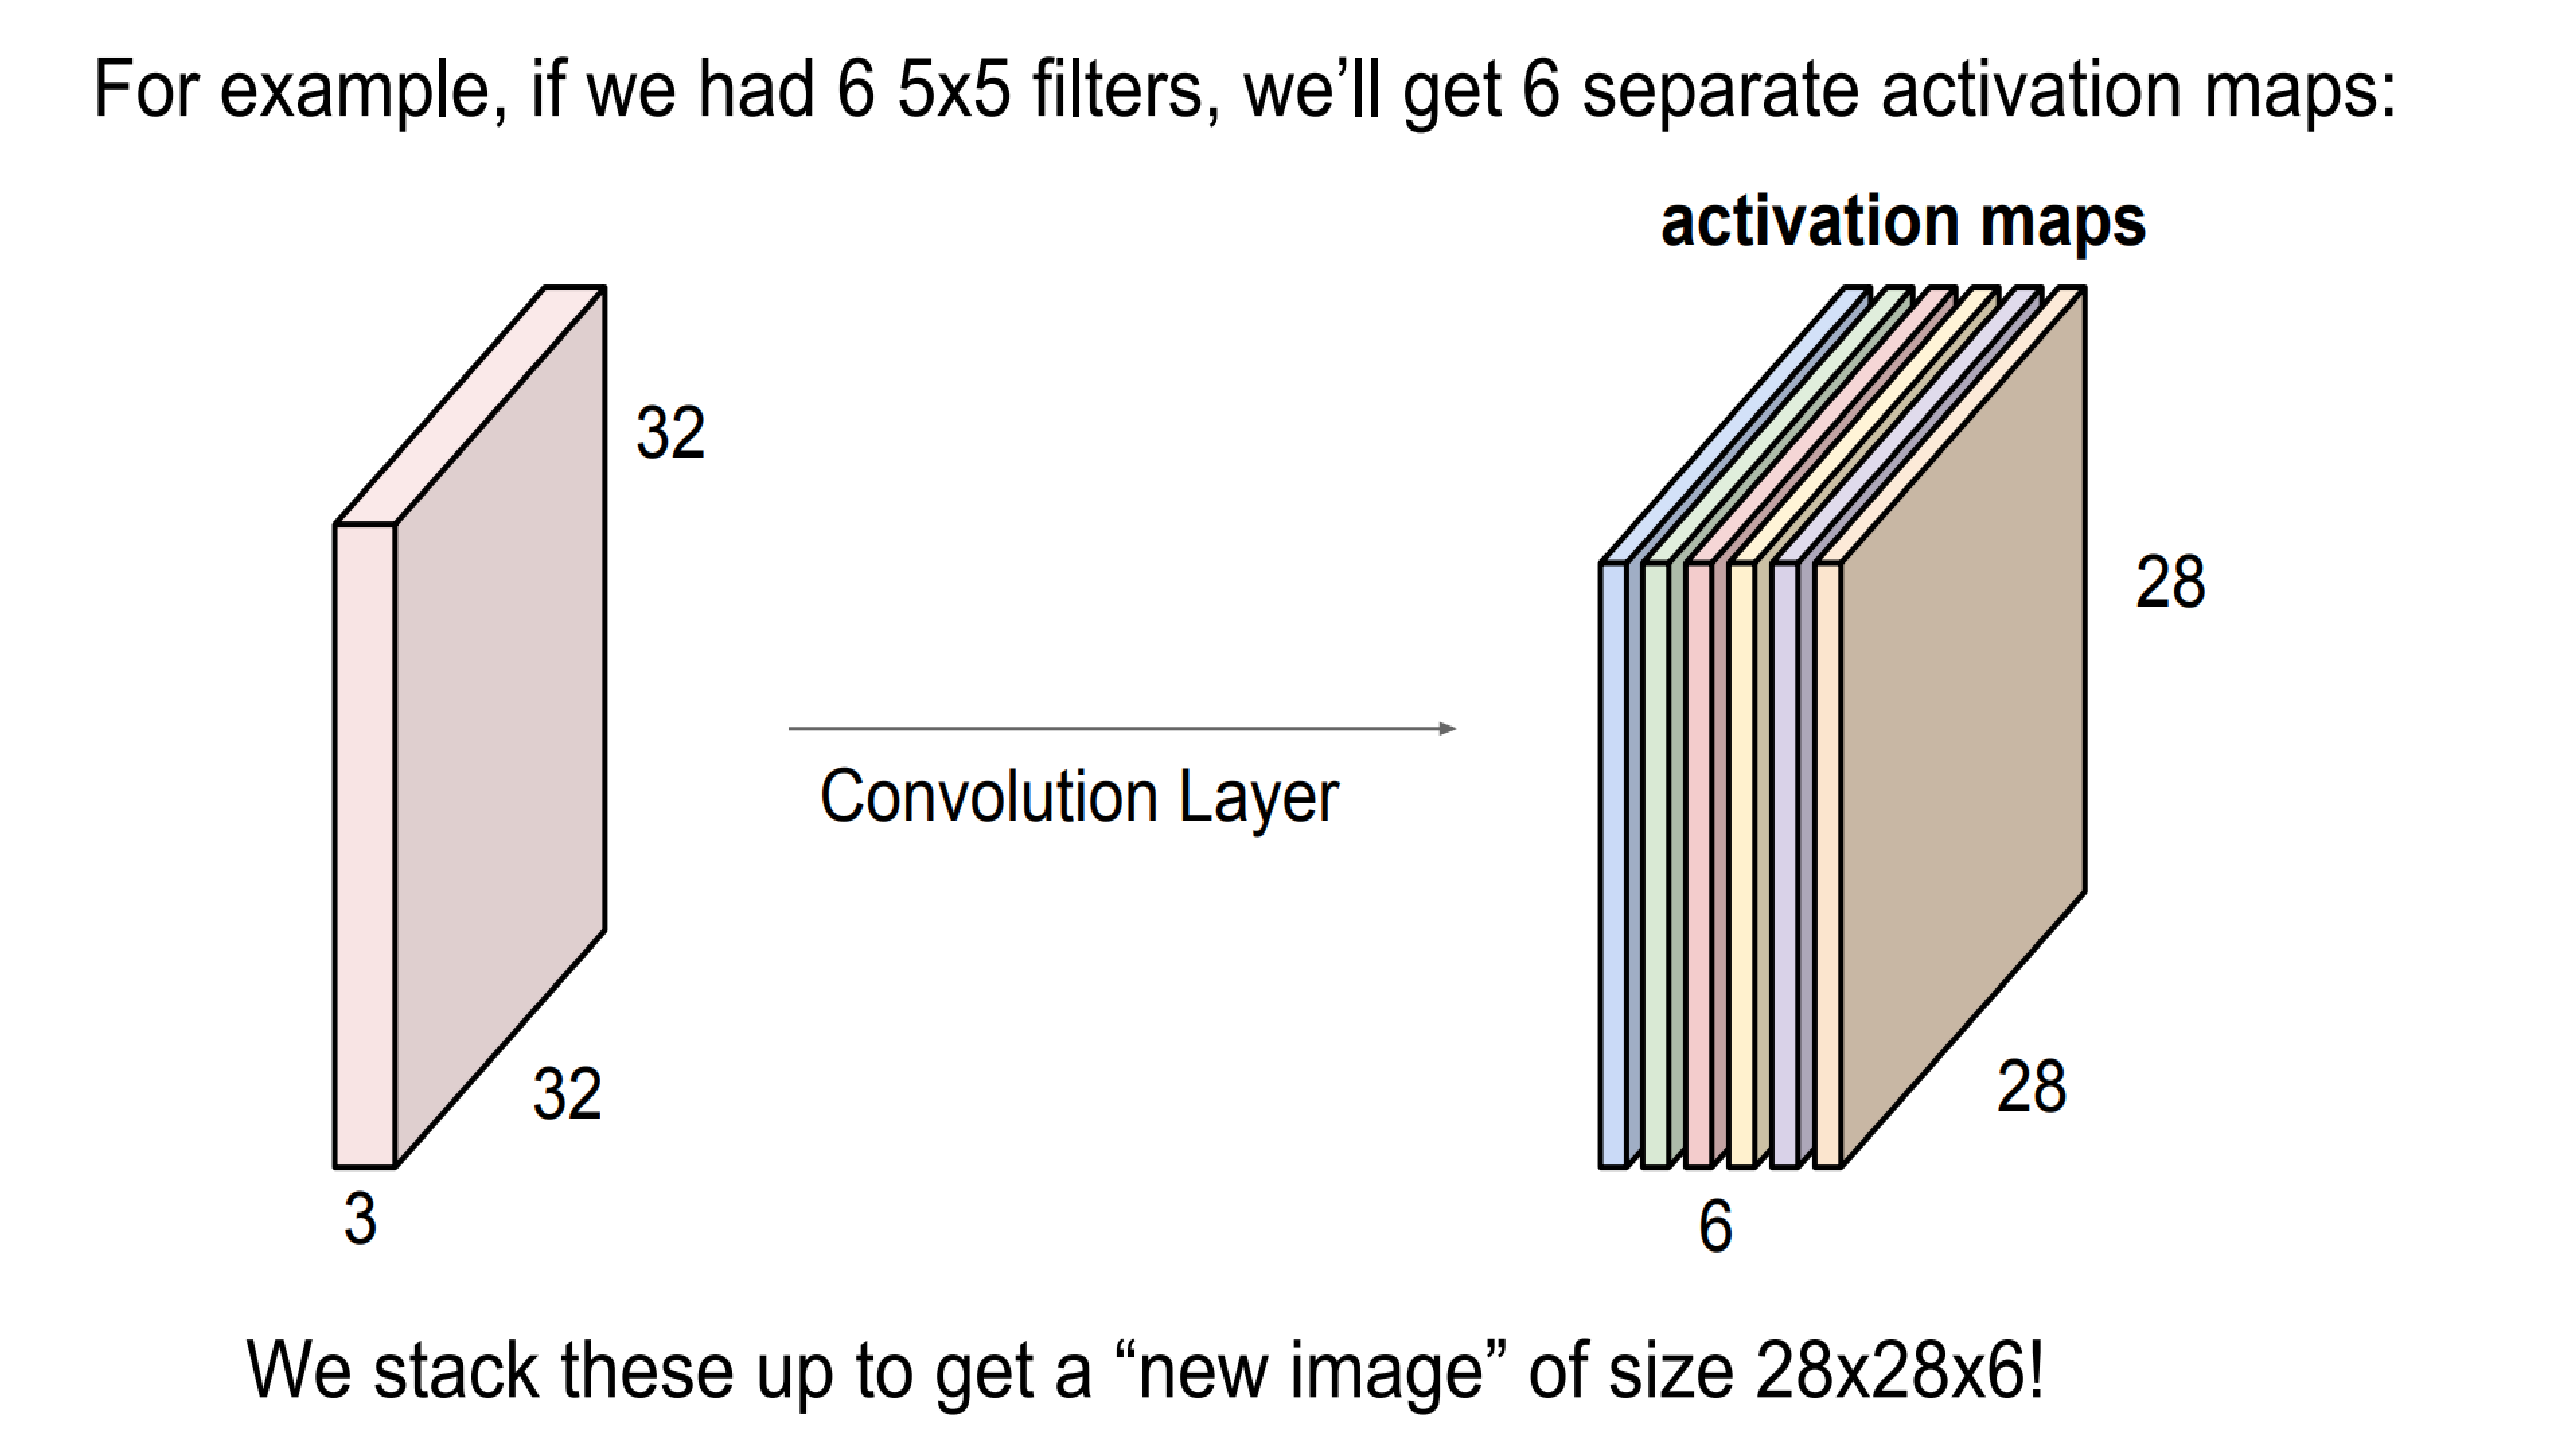 For example, if we had 6 5x5 filters, we’ll get 6 separate activation maps:
activation maps
32
32
3
Convolution Layer
28
28
6
We stack these up to get a “new image” of size 28x28x6!